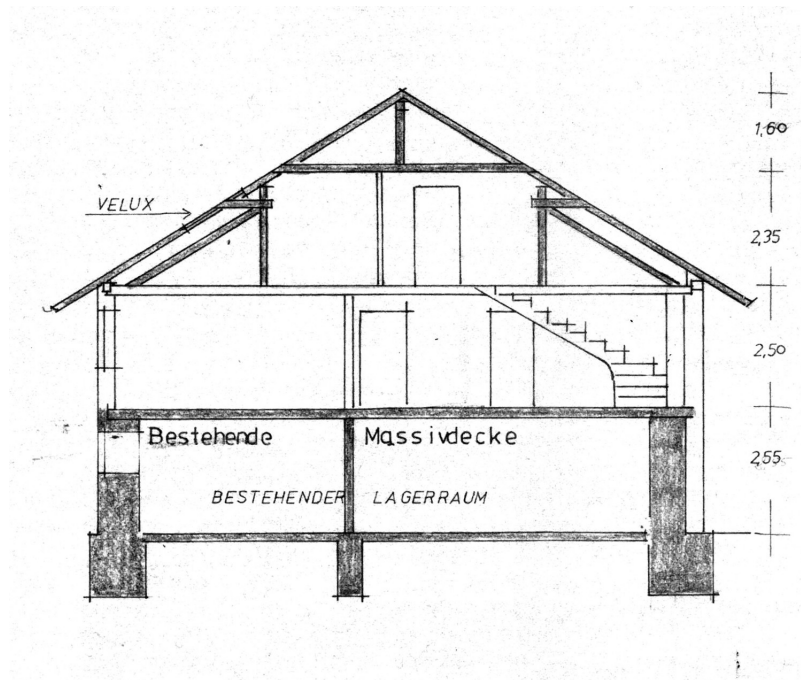 1,60
VELUX
2,35
2,50
Bestehende Massivdecke
2,55
BESTEHENDER LAGERRAUM